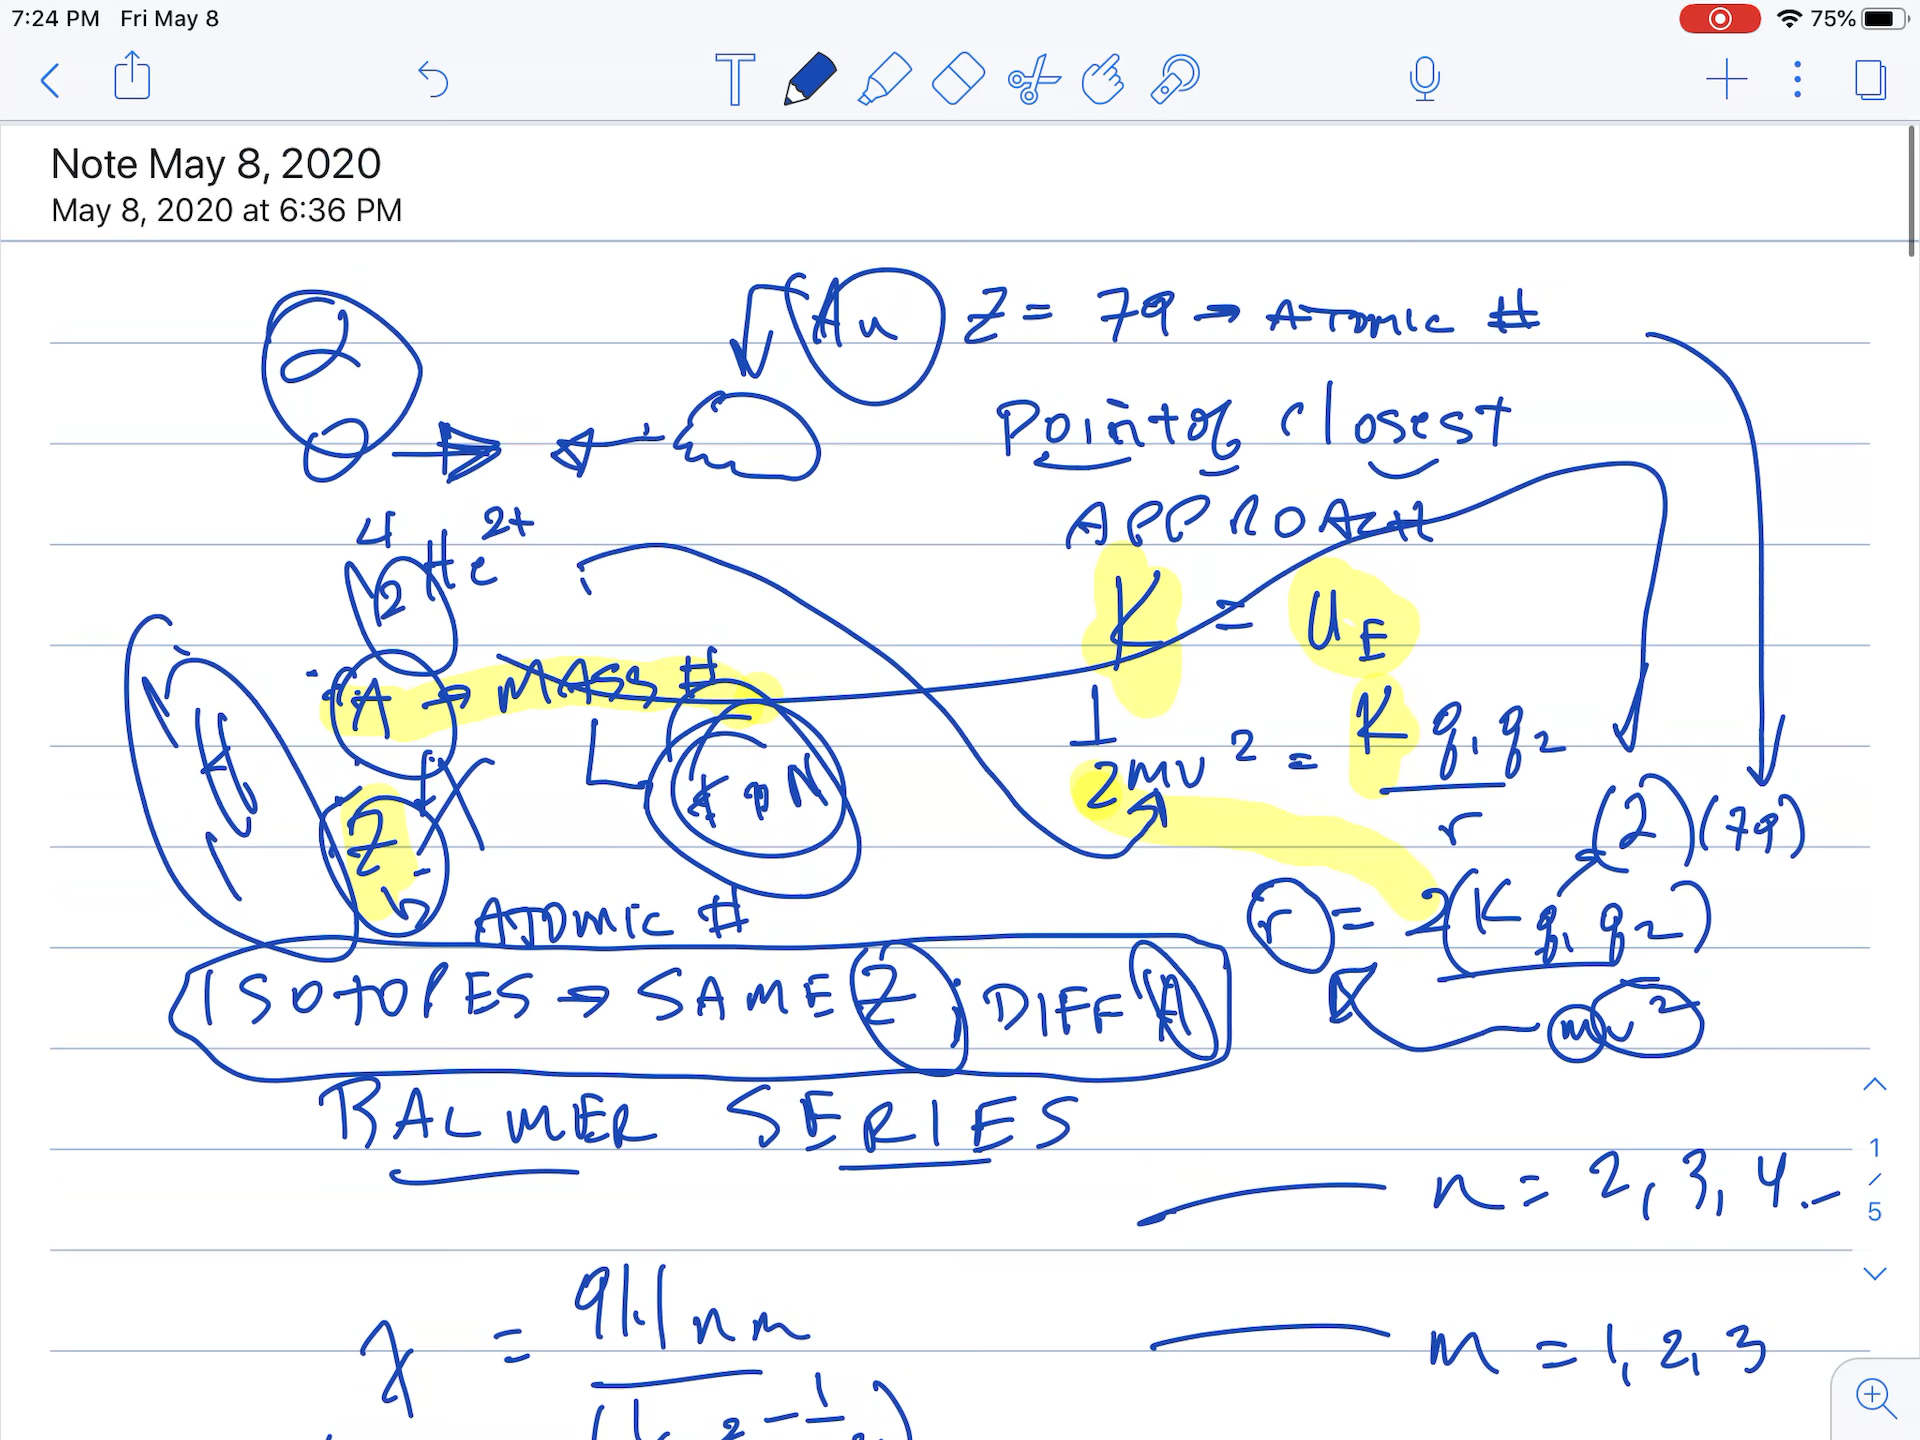 7:24 PM Fri May 8
75%
Note May 8, 2020
May 8, 2020 at 6:36 PM
2 Au Z = 79 → ATOMIC #
Point of closest
APPROACH
4 2 He 2+
K = U E
A → MASS #
1/2 mv² = K q₁ q₂ / r
N
(2)(79)
Z
ATOMIC #
r = 2(K q₁ q₂) / mv²
ISOTOPES → SAME Z, DIFF A
BALMER SERIES
n = 2, 3, 4..
λ = 91.1 nm
m = 1, 2, 3
1
/
5